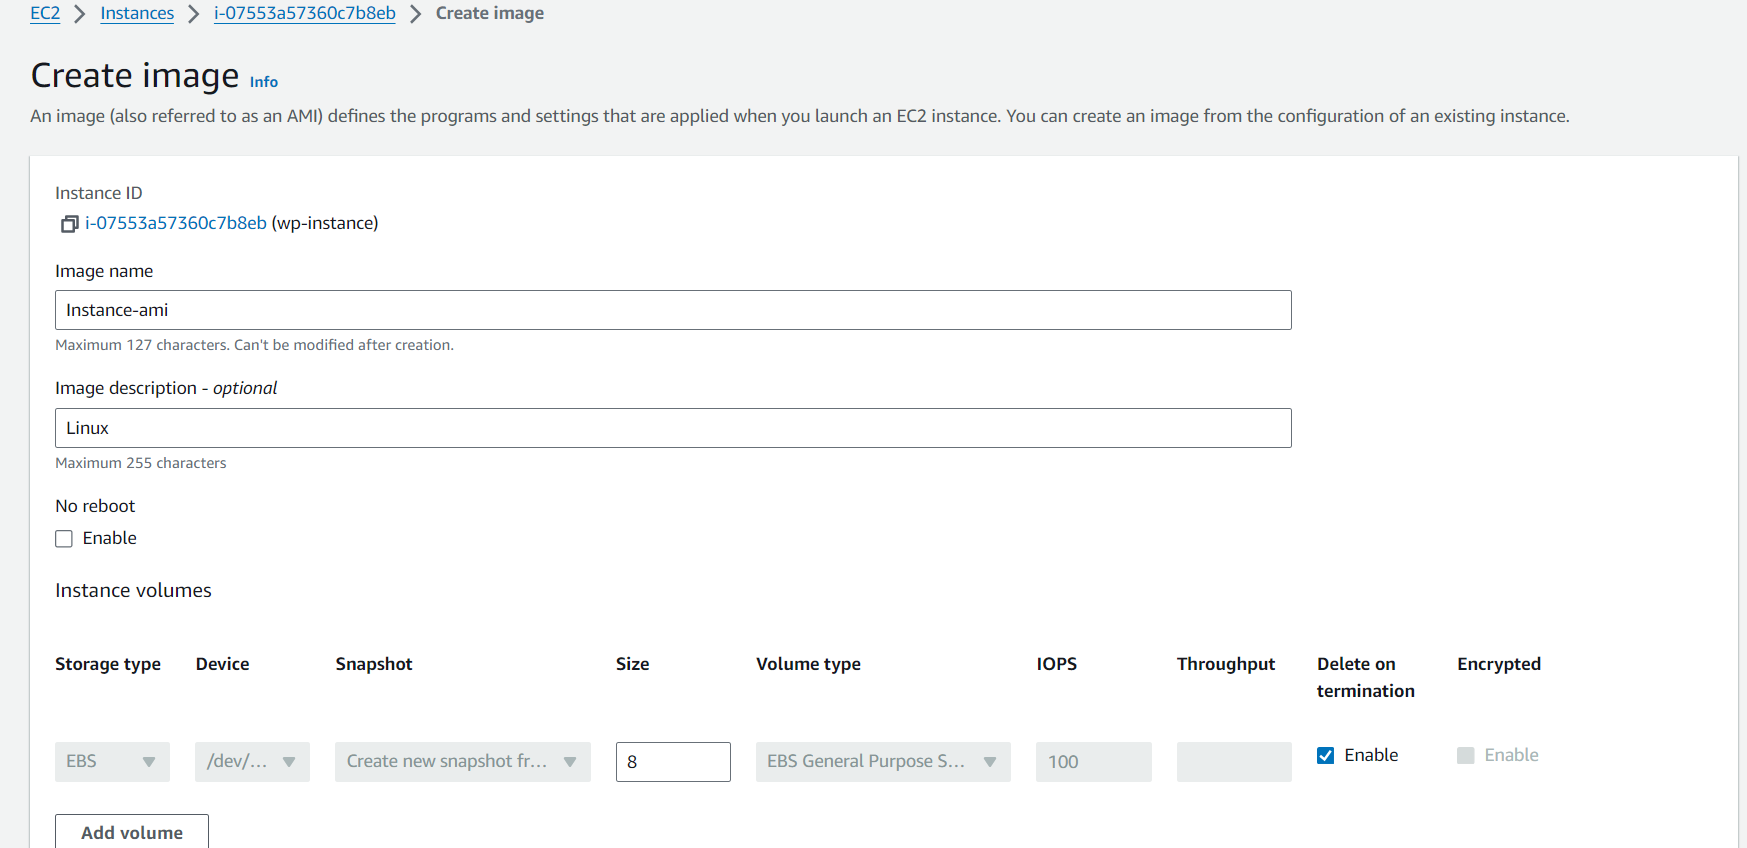 EC2 > Instances > i-07553a57360c7b8eb > Create image
Create image Info
An image (also referred to as an AMI) defines the programs and settings that are applied when you launch an EC2 instance. You can create an image from the configuration of an existing instance.
Instance ID
i-07553a57360c7b8eb (wp-instance)
Image name
Instance-ami
Maximum 127 characters. Can't be modified after creation.
Image description - optional
Linux
Maximum 255 characters
No reboot
Enable
Instance volumes
Storage type Device Snapshot Size Volume type IOPS Throughput Delete on termination Encrypted
EBS /dev/... Create new snapshot fr... 8 EBS General Purpose S... 100 Enable Enable
Add volume